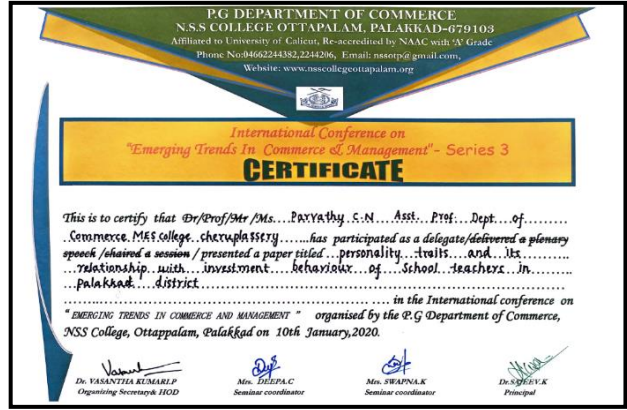 P.G DEPARTMENT OF COMMERCE
N.S.S COLLEGE OTTAPALAM, PALAKKAD-679103
Affiliated to University of Calicut, Re-accredited by NAAC with 'A' Grade
Phone No:04662244382,2244206, Email: nssotp@gmail.com,
Website: www.nsscollegeottapalam.org
International Conference on
"Emerging Trends In Commerce & Management"- Series 3
CERTIFICATE
This is to certify that Dr/Prof/Mr /Ms. Parvathy C.N Asst. Prof. Dept of
Commerce MES college cheruplassery has participated as a delegate/delivered a plenary
speech /chaired a session / presented a paper titled personality traits and its
relationship with investment behaviour of School teachers in
palakkad district
in the International conference on
"EMERGING TRENDS IN COMMERCE AND MANAGEMENT" organised by the P.G Department of Commerce,
NSS College, Ottappalam, Palakkad on 10th January,2020.
Dr. VASANTHA KUMARI.P Mrs. DEEPA.C Mrs. SWAPNA.K Dr.SAJEEV.K
Organizing Secretary& HOD Seminar coordinator Seminar coordinator Principal